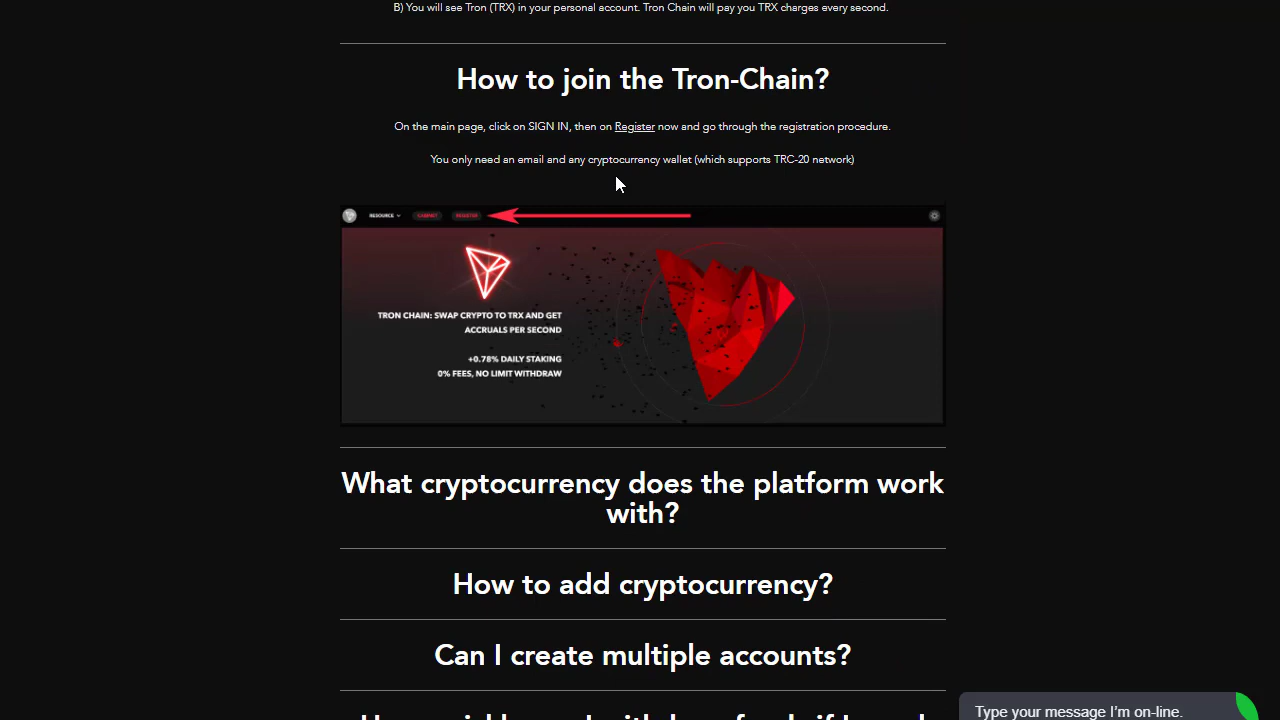 B) You will see Tron (TRX) in your personal account. Tron Chain will pay you TRX charges every second.
How to join the Tron-Chain?
On the main page, click on SIGN IN, then on Register now and go through the registration procedure.
You only need an email and any cryptocurrency wallet (which supports TRC-20 network)
RESOURCE CABINET REGISTER
TRON CHAIN: SWAP CRYPTO TO TRX AND GET
ACCRUALS PER SECOND
+0.78% DAILY STAKING
0% FEES, NO LIMIT WITHDRAW
What cryptocurrency does the platform work
with?
How to add cryptocurrency?
Can I create multiple accounts?
Type your message I'm on-line.